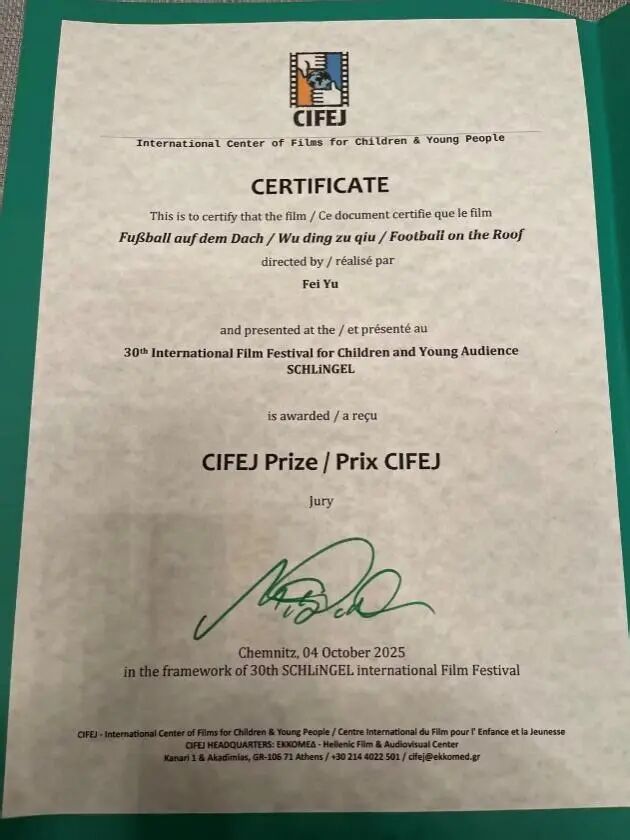 CIFEJ
International Center of Films for Children & Young People
CERTIFICATE
This is to certify that the film / Ce document certifie que le film
Fußball auf dem Dach / Wu ding zu qiu / Football on the Roof
directed by / réalisé par
Fei Yu
and presented at the / et présenté au
30th International Film Festival for Children and Young Audience
SCHLiNGEL
is awarded / a reçu
CIFEJ Prize / Prix CIFEJ
Jury
Chemnitz, 04 October 2025
in the framework of 30th SCHLiNGEL international Film Festival
CIFEJ - International Center of Films for Children & Young People / Centre International du Film pour l' Enfance et la Jeunesse
CIFEJ HEADQUARTERS: EKKOMEΔ - Hellenic Film & Audiovisual Center
Kanari 1 & Akadimias, GR-106 71 Athens / +30 214 4022 501 / cifej@ekkomed.gr